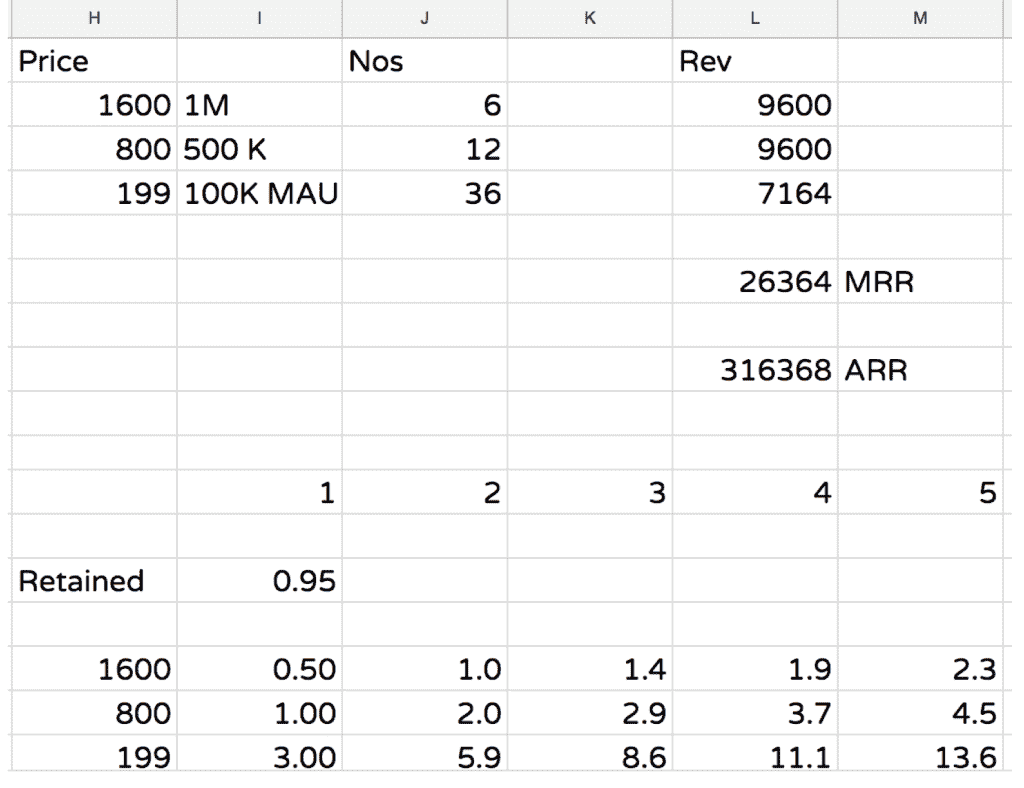 H I J K L M
Price Nos Rev
1600 1M 6 9600
800 500 K 12 9600
199 100K MAU 36 7164
26364 MRR
316368 ARR
1 2 3 4 5
Retained 0.95
1600 0.50 1.0 1.4 1.9 2.3
800 1.00 2.0 2.9 3.7 4.5
199 3.00 5.9 8.6 11.1 13.6